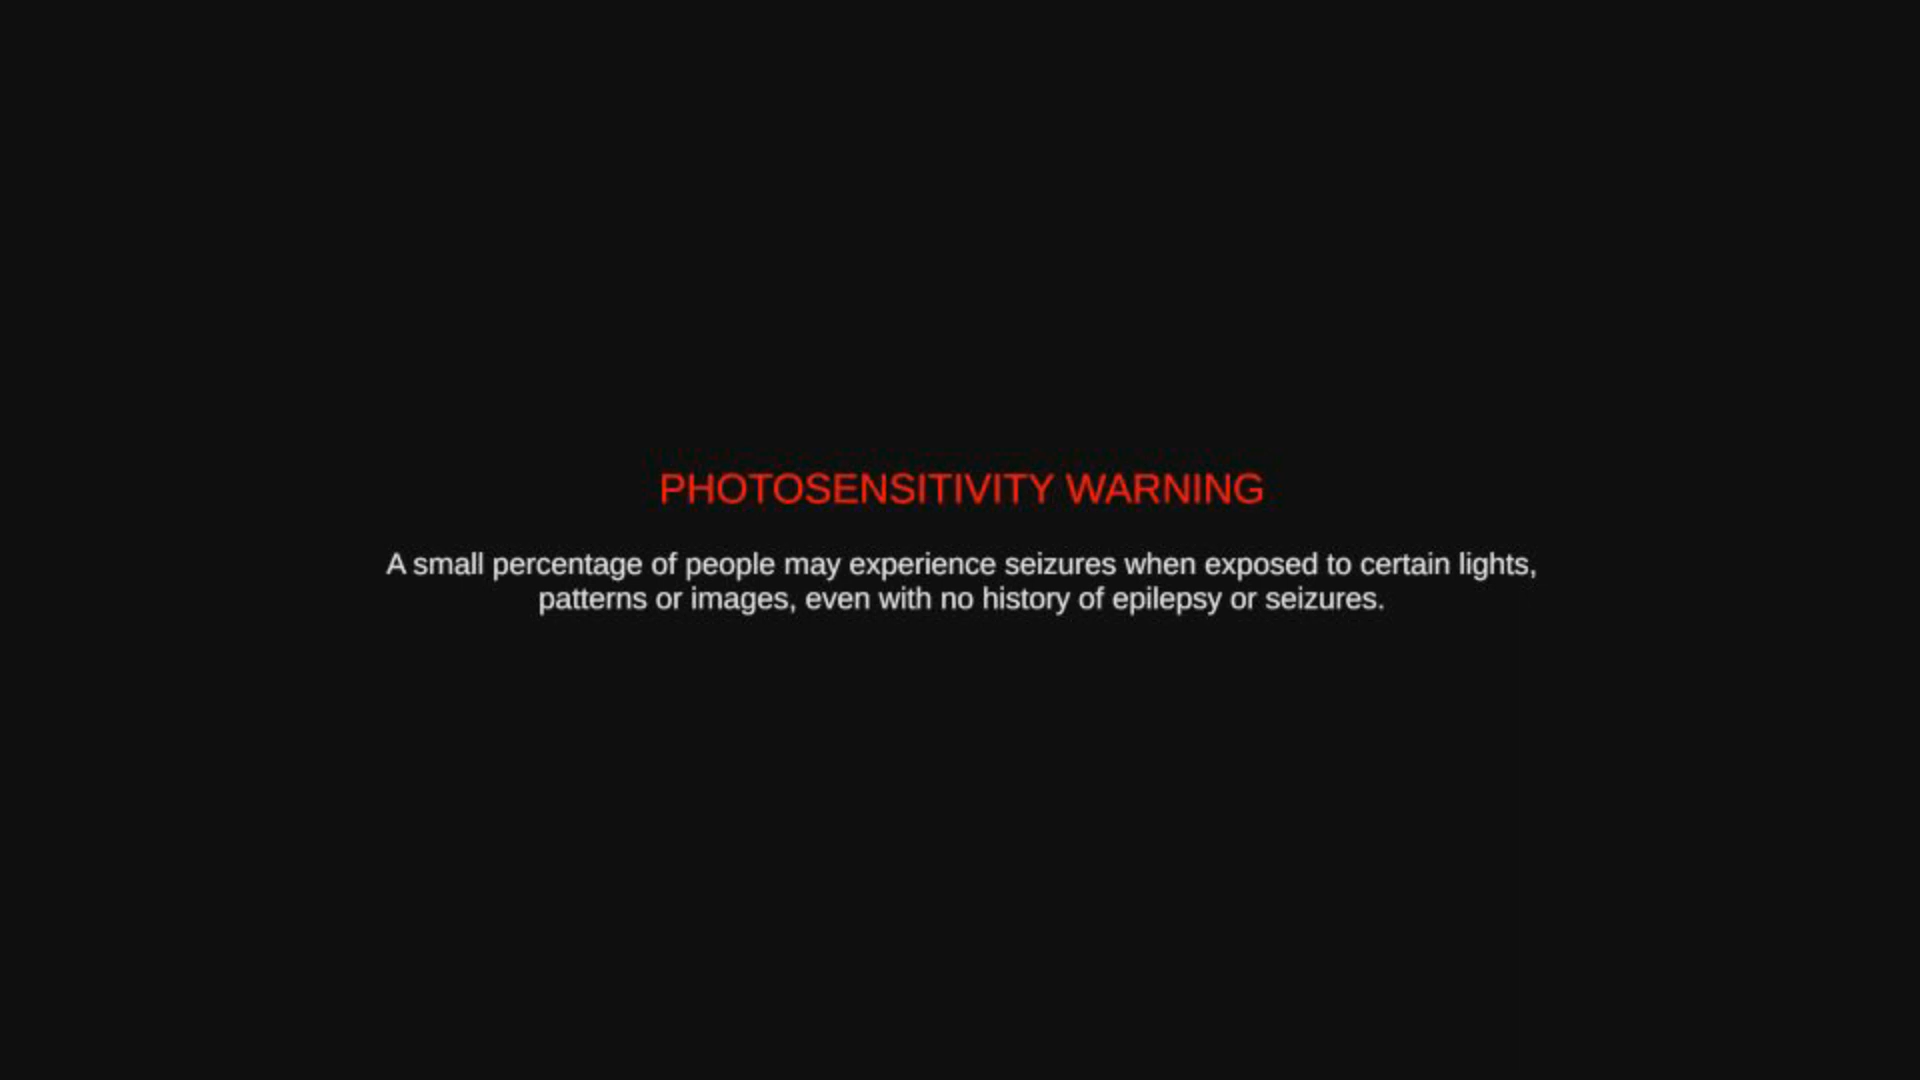 PHOTOSENSITIVITY WARNING
A small percentage of people may experience seizures when exposed to certain lights,
patterns or images, even with no history of epilepsy or seizures.